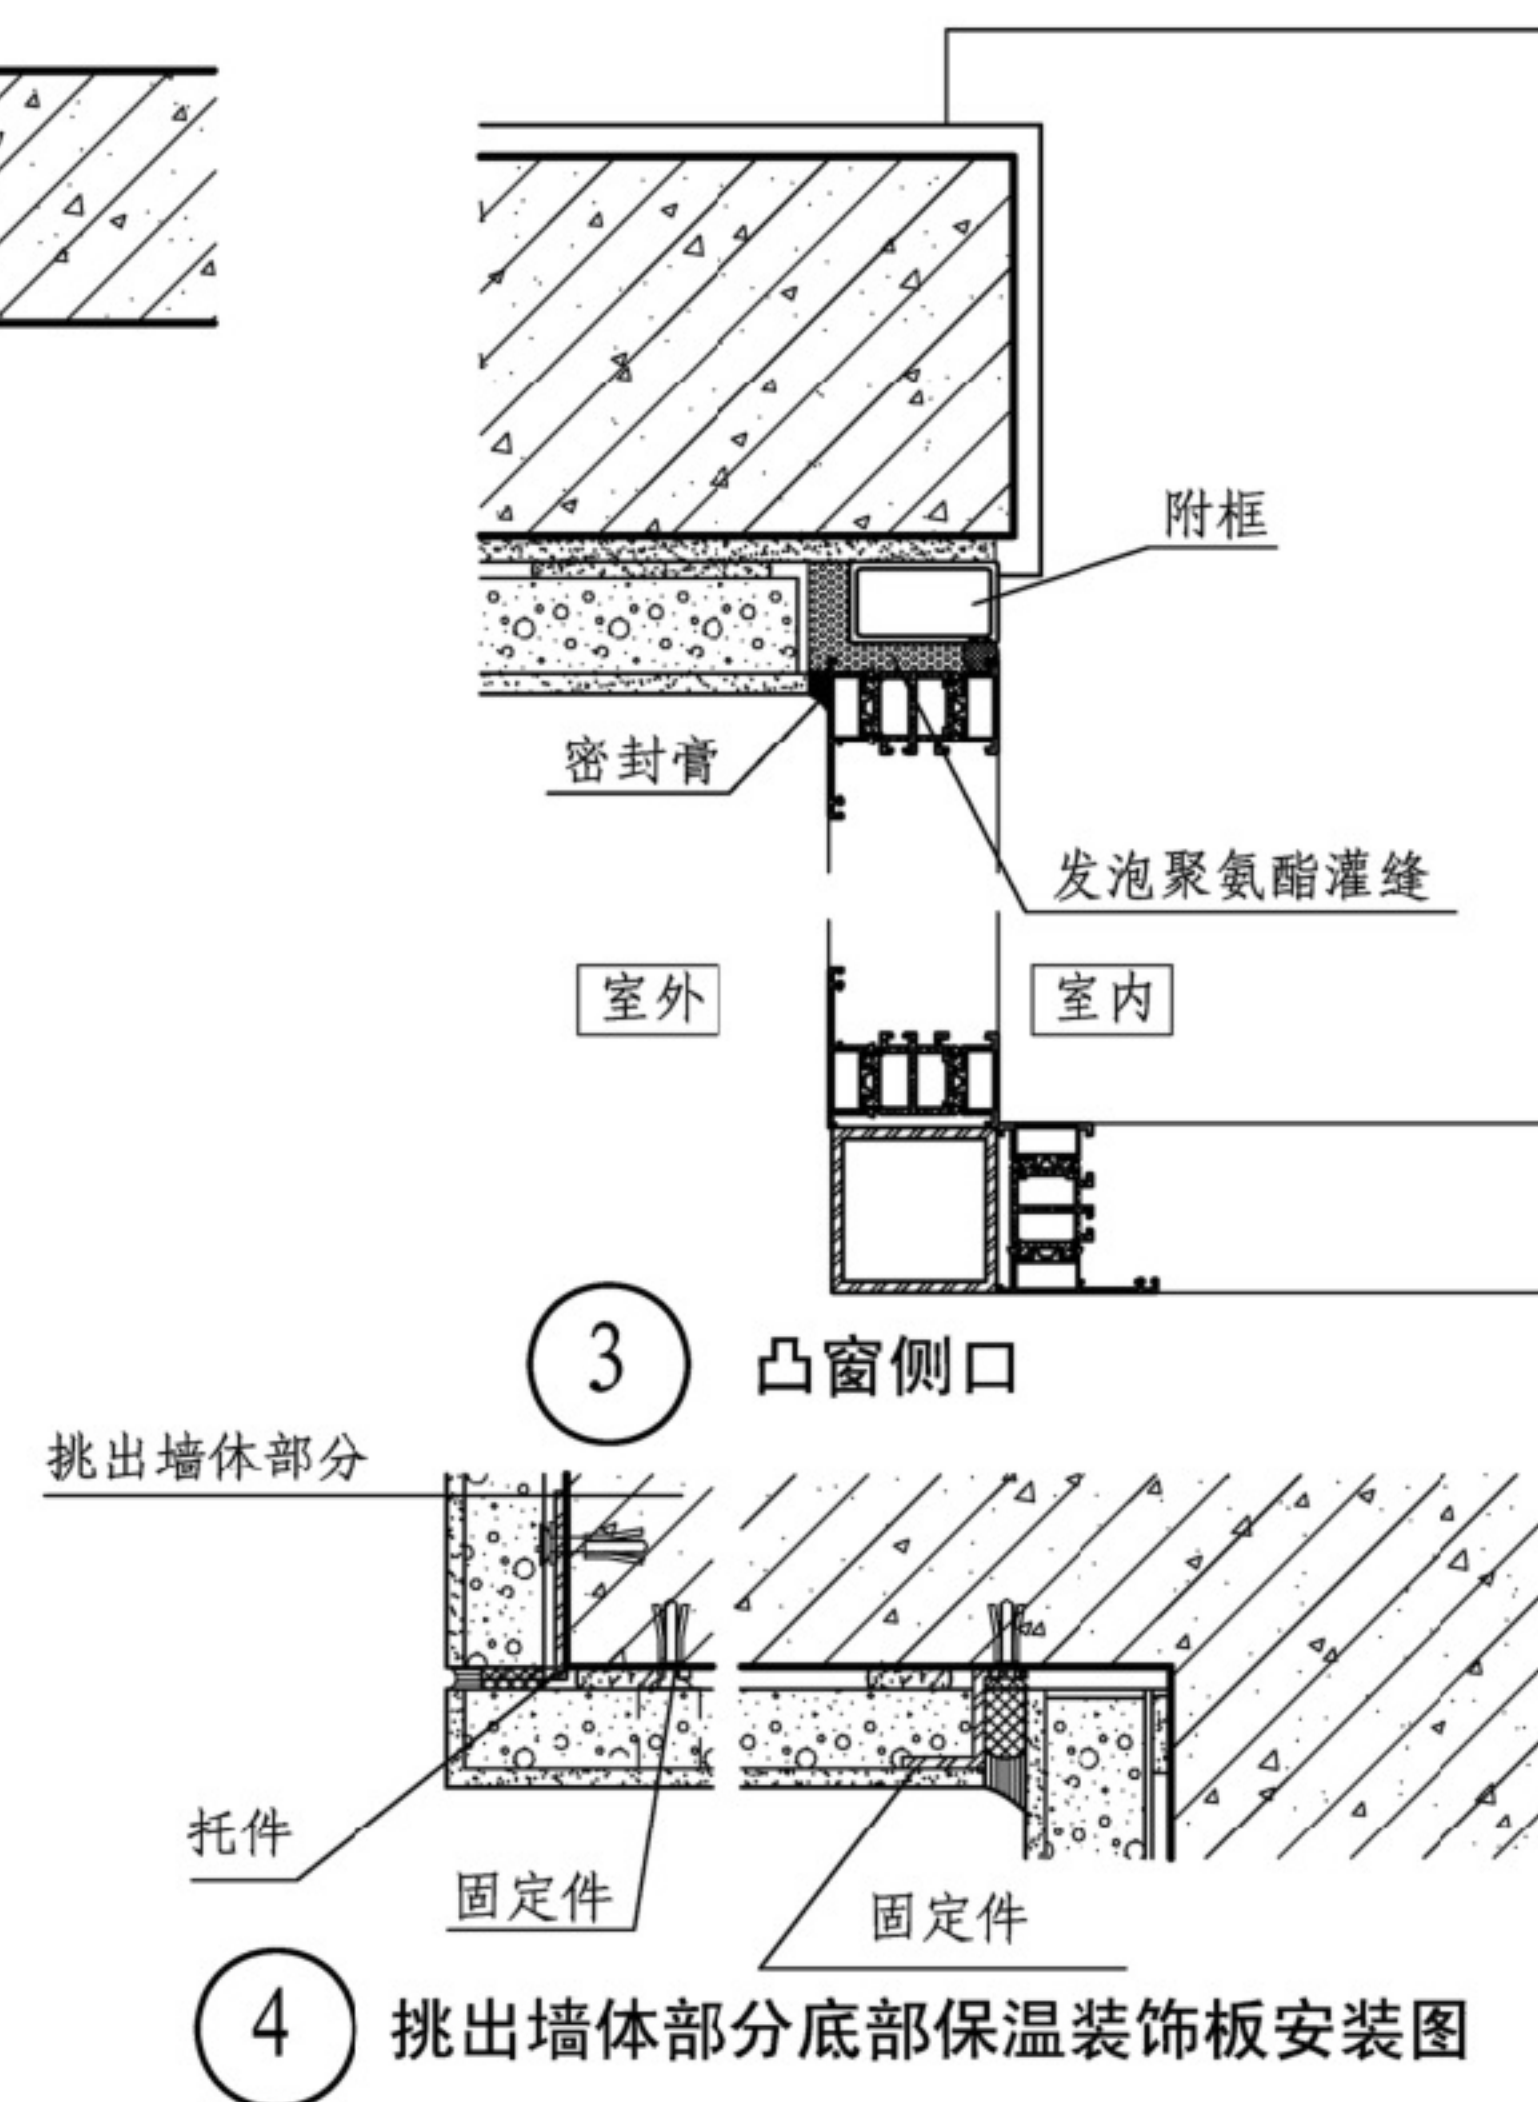 附框
密封膏
发泡聚氨酯灌缝
室外
室内
3 凸窗侧口
挑出墙体部分
托件
固定件
固定件
4 挑出墙体部分底部保温装饰板安装图